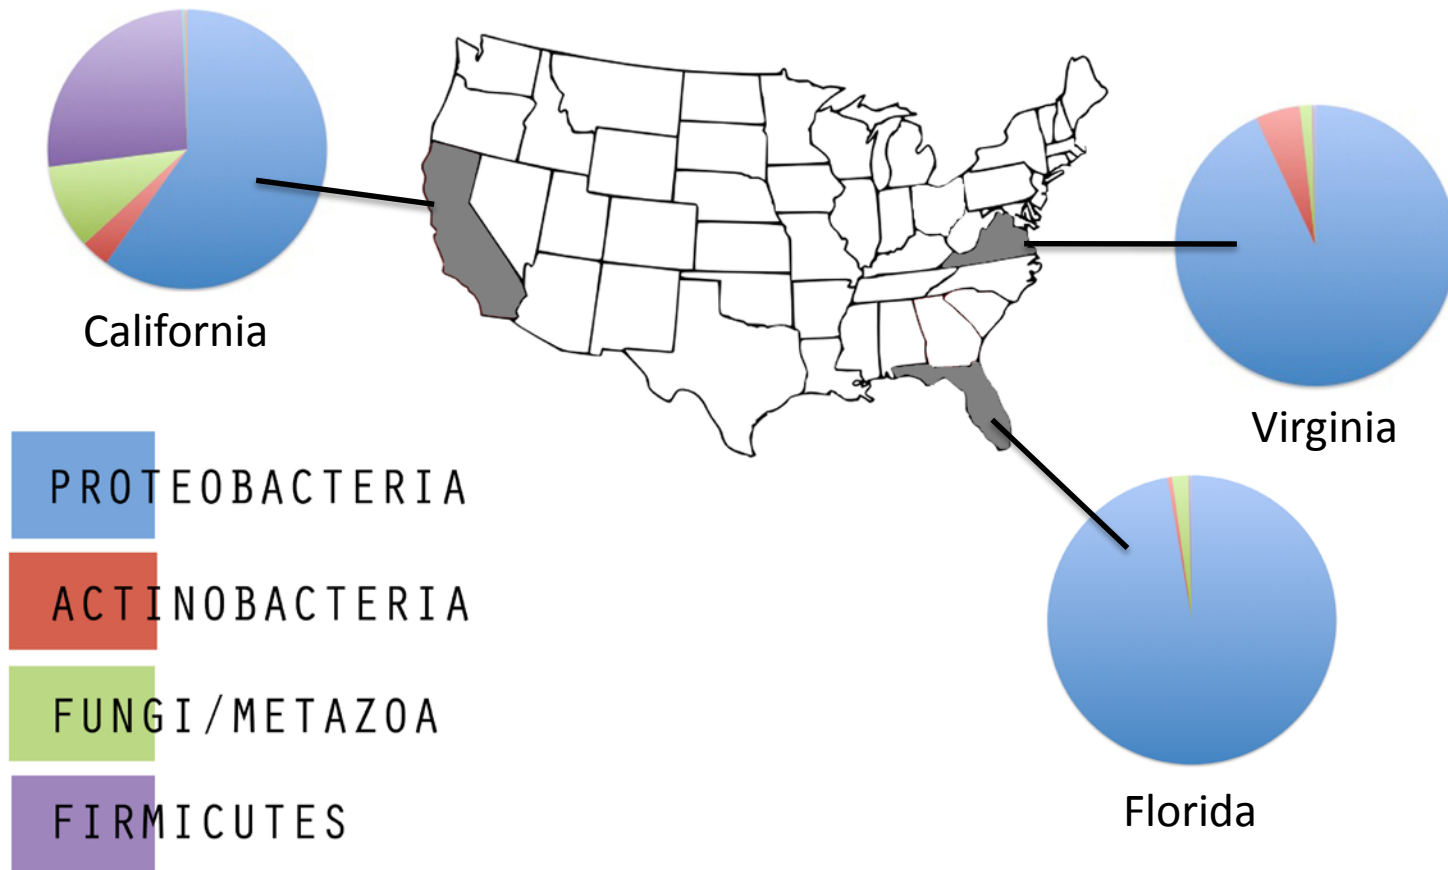 California
Virginia
PROTEOBACTERIA
ACTINOBACTERIA
FUNGI/METAZOA
FIRMICUTES
Florida